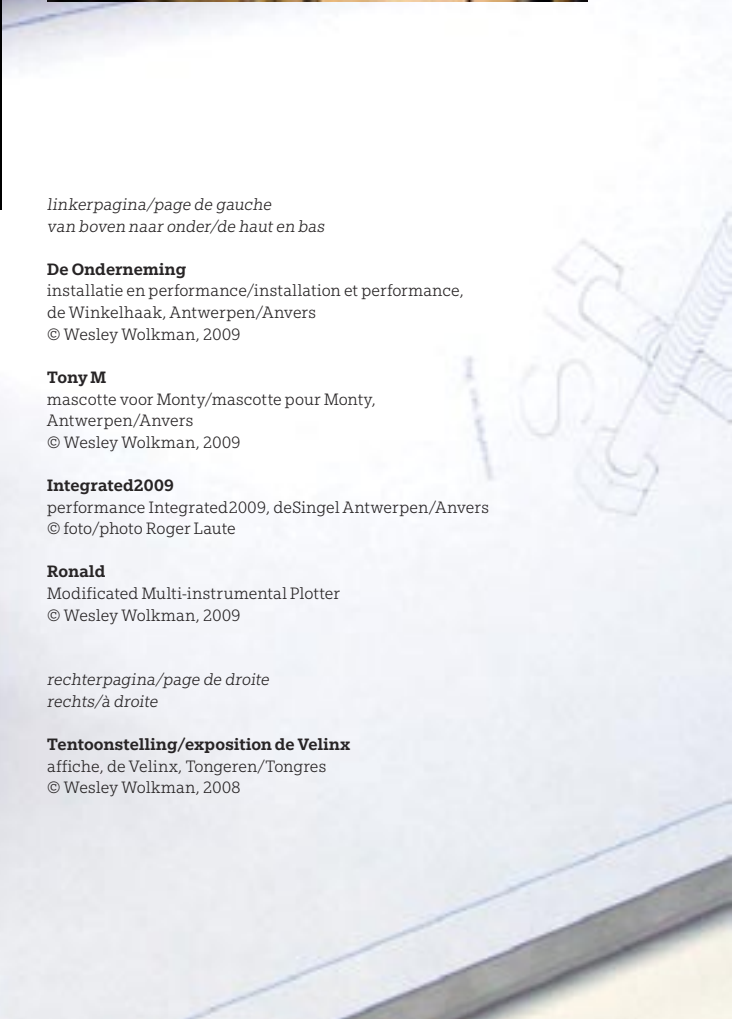 linkerpagina/page de gauche
van boven naar onder/de haut en bas
De Onderneming
installatie en performance/installation et performance,
de Winkelhaak, Antwerpen/Anvers
© Wesley Wolkman, 2009
Tony M
mascotte voor Monty/mascotte pour Monty,
Antwerpen/Anvers
© Wesley Wolkman, 2009
Integrated2009
performance Integrated2009, deSingel Antwerpen/Anvers
© foto/photo Roger Laute
Ronald
Modificated Multi-instrumental Plotter
© Wesley Wolkman, 2009
rechterpagina/page de droite
rechts/à droite
Tentoonstelling/exposition de Velinx
affiche, de Velinx, Tongeren/Tongres
© Wesley Wolkman, 2008